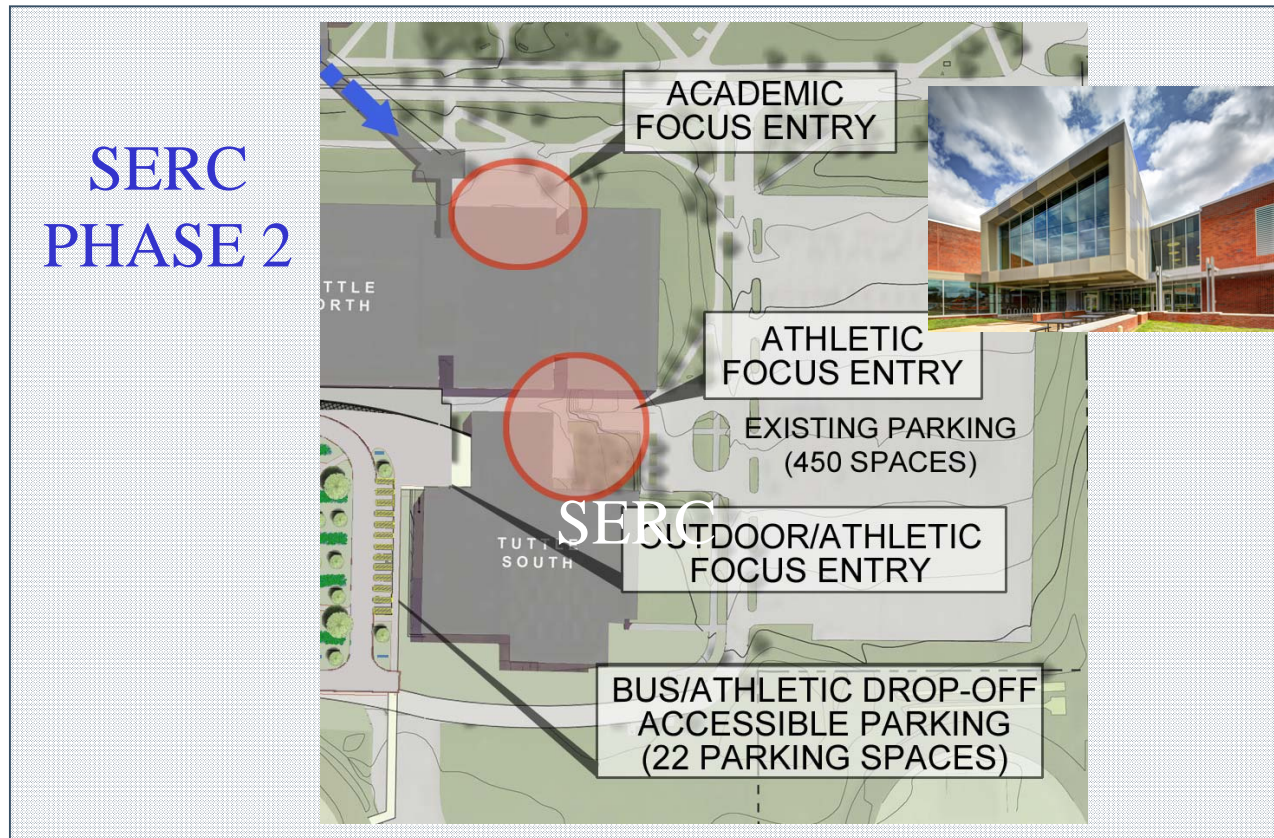 SERC
PHASE 2
ACADEMIC
FOCUS ENTRY
TTLE
ORTH
ATHLETIC
FOCUS ENTRY
EXISTING PARKING
(450 SPACES)
SERC
TUTTLE
SOUTH
OUTDOOR/ATHLETIC
FOCUS ENTRY
BUS/ATHLETIC DROP-OFF
ACCESSIBLE PARKING
(22 PARKING SPACES)